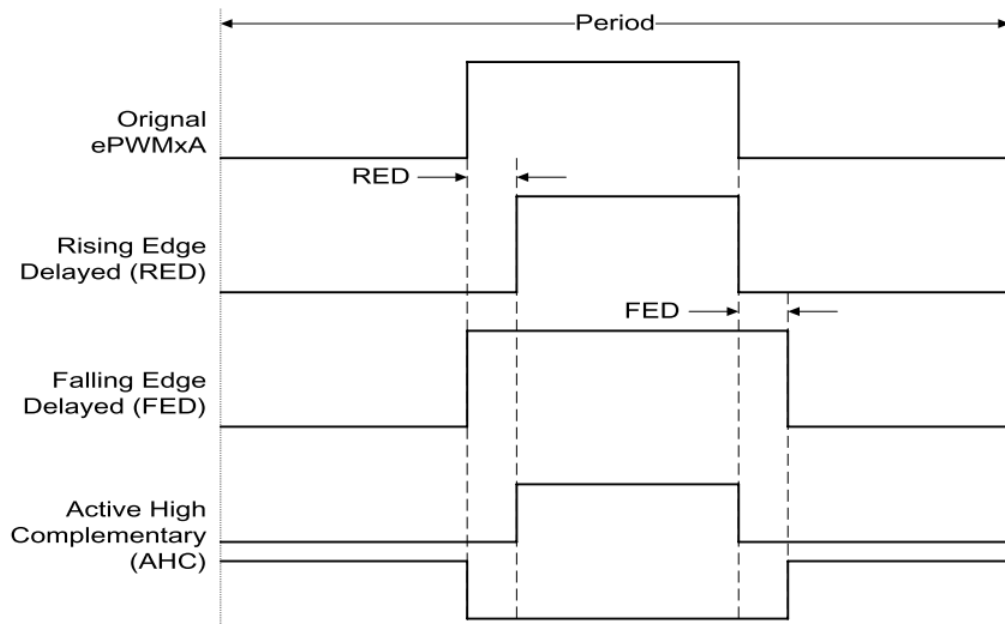 Period
Orignal
ePWMxA
RED
Rising Edge
Delayed (RED)
FED
Falling Edge
Delayed (FED)
Active High
Complementary
(AHC)